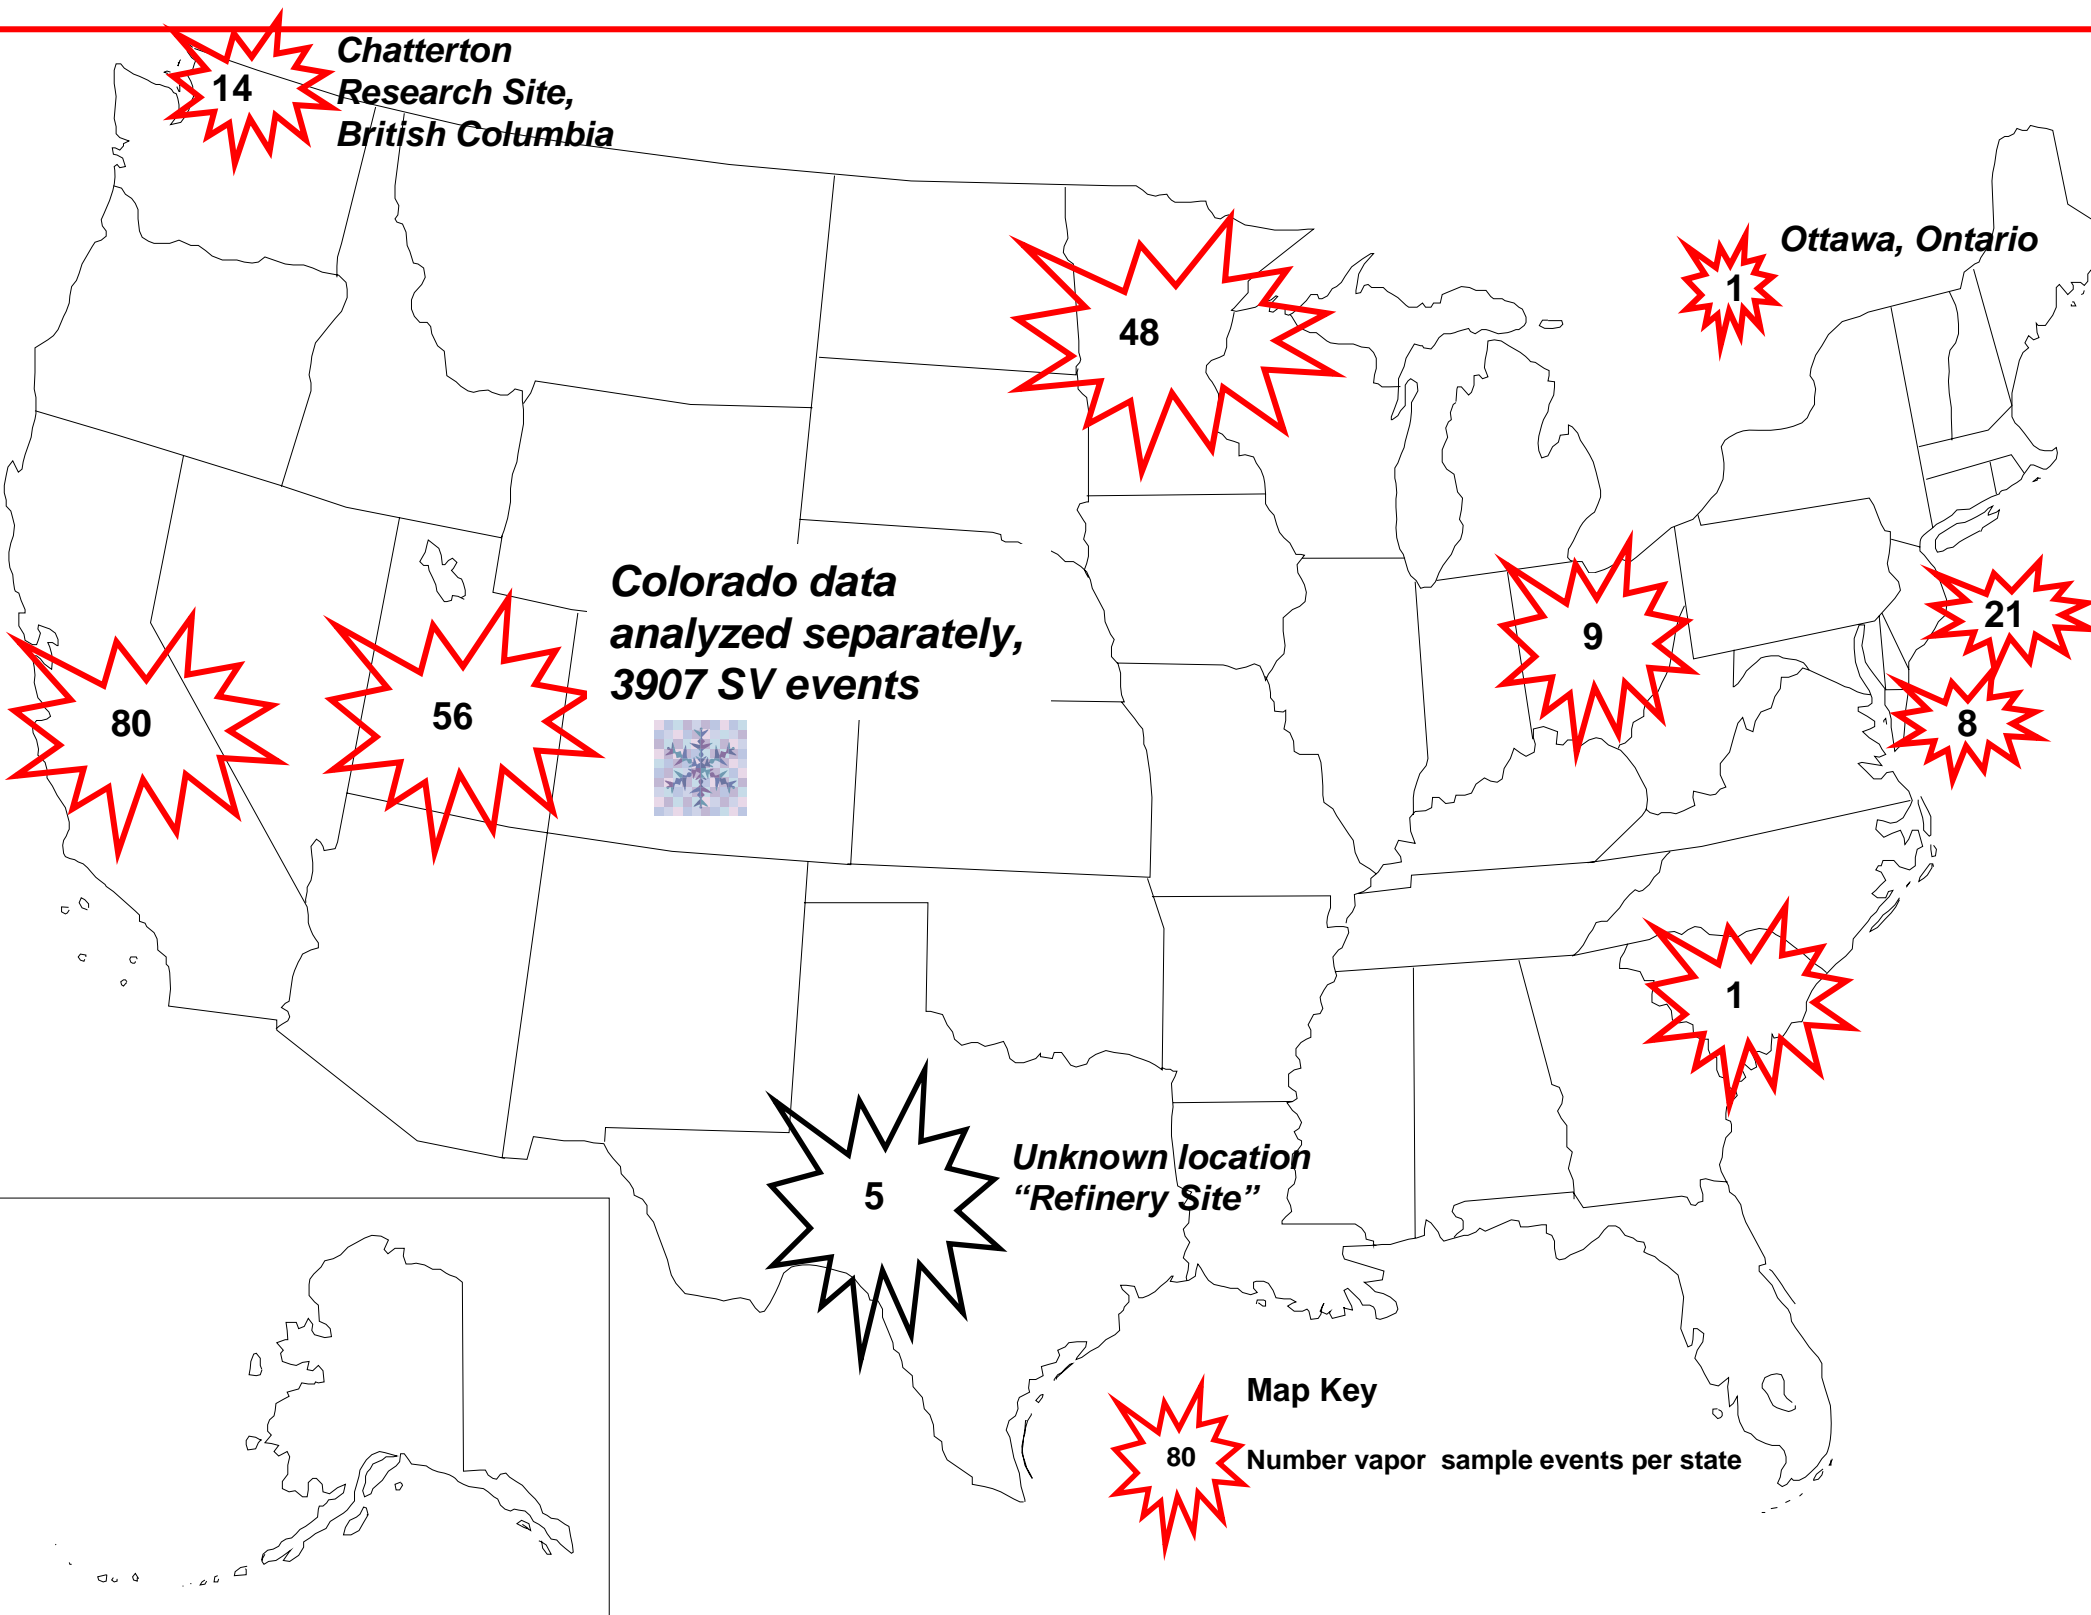 Chatterton
Research Site,
British Columbia
14
Ottawa, Ontario
1
48
Colorado data
analyzed separately,
3907 SV events
80
56
9
21
8
1
5
Unknown location
“Refinery Site”
Map Key
80
Number vapor sample events per state